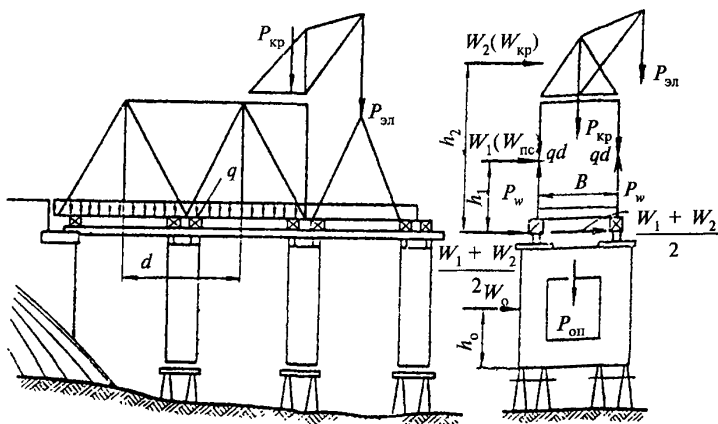 P_кр
P_эл
q
d
W_2(W_кр)
P_эл
P_кр
h_2
W_1(W_пс)
qd
qd
h_1
P_w
B
P_w
W_1 + W_2
2
W_1 + W_2
2
W_o
P_оп
h_o